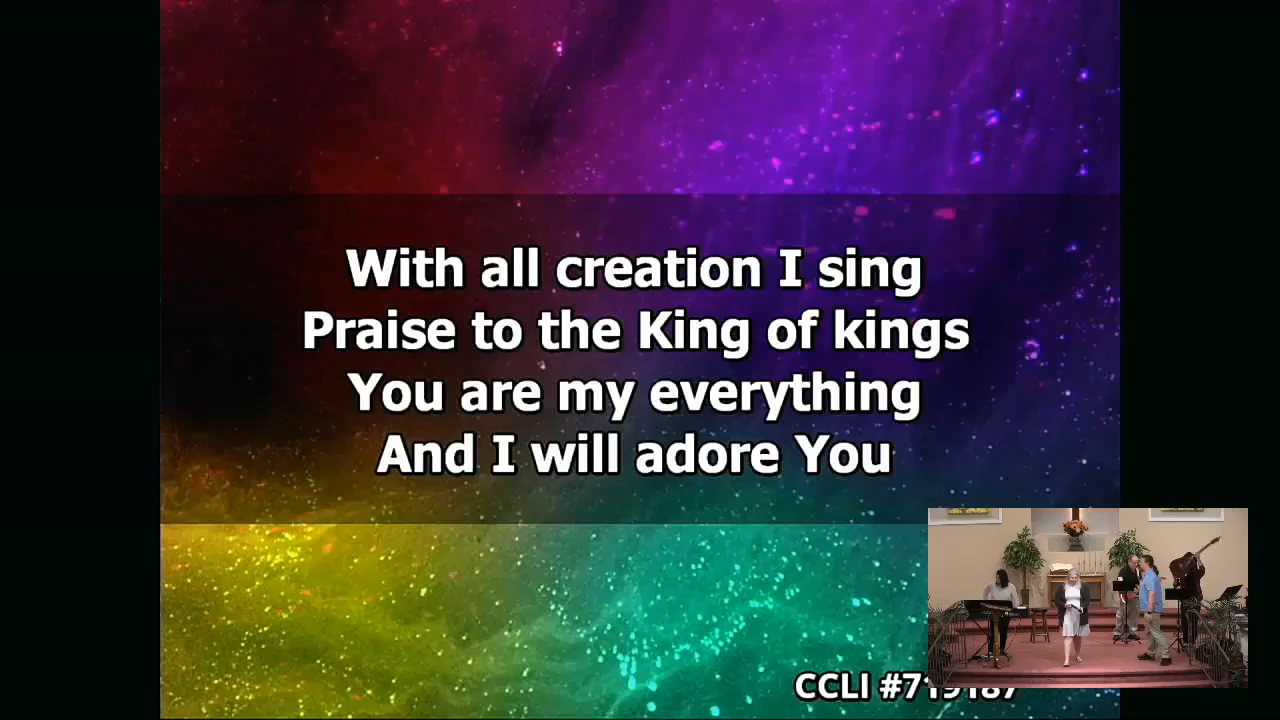 With all creation I sing
Praise to the King of kings
You are my everything
And I will adore You
CCLI #719187